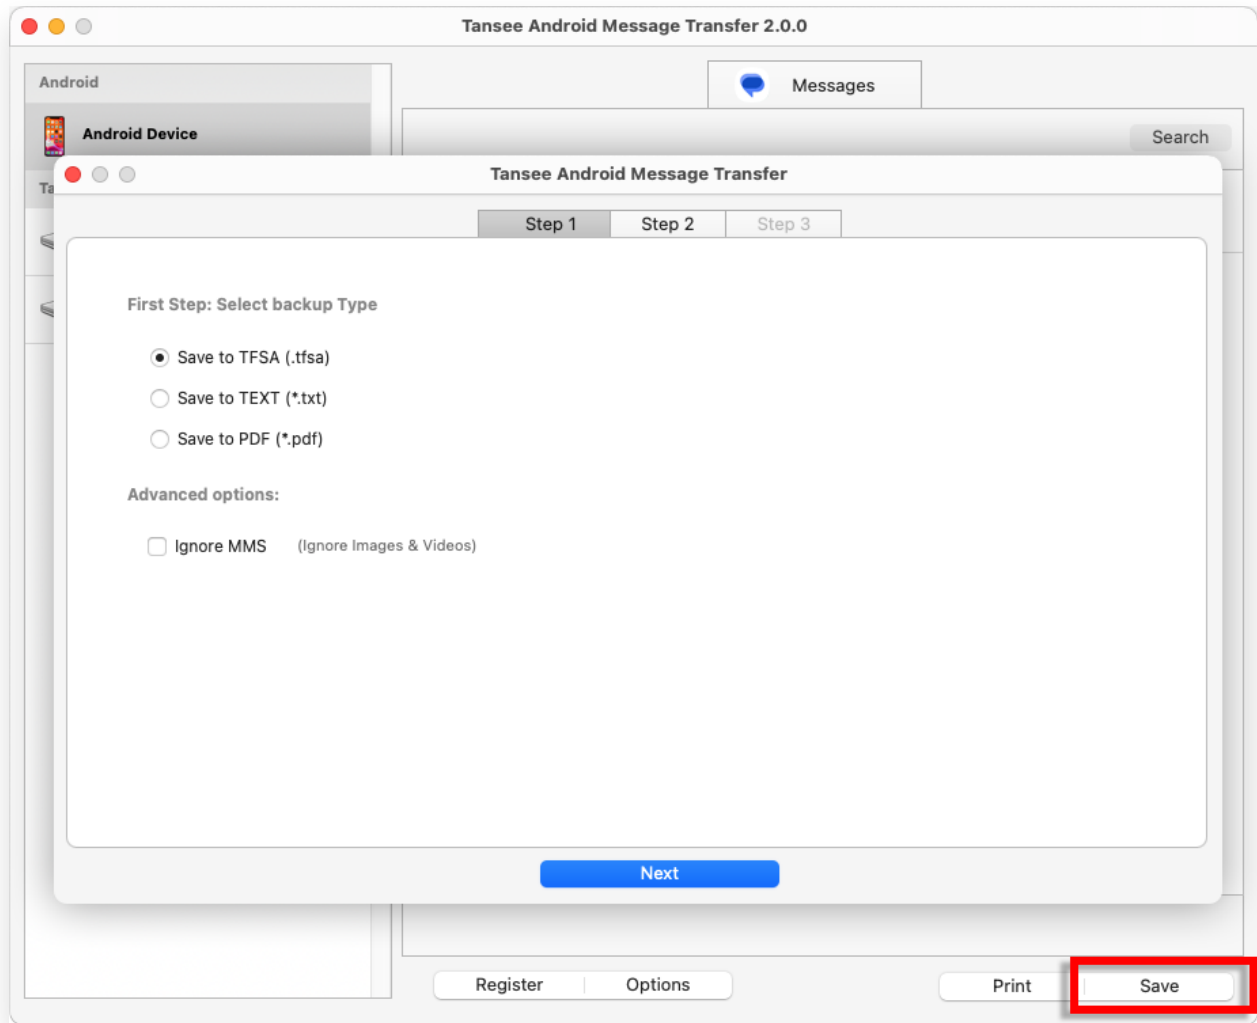 Tansee Android Message Transfer 2.0.0
Android
Messages
Android Device
Search
Tansee Android Message Transfer
Ta
Step 1 Step 2 Step 3
First Step: Select backup Type
Save to TFSA (.tfsa)
Save to TEXT (*.txt)
Save to PDF (*.pdf)
Advanced options:
Ignore MMS (Ignore Images & Videos)
Next
Register Options Print Save